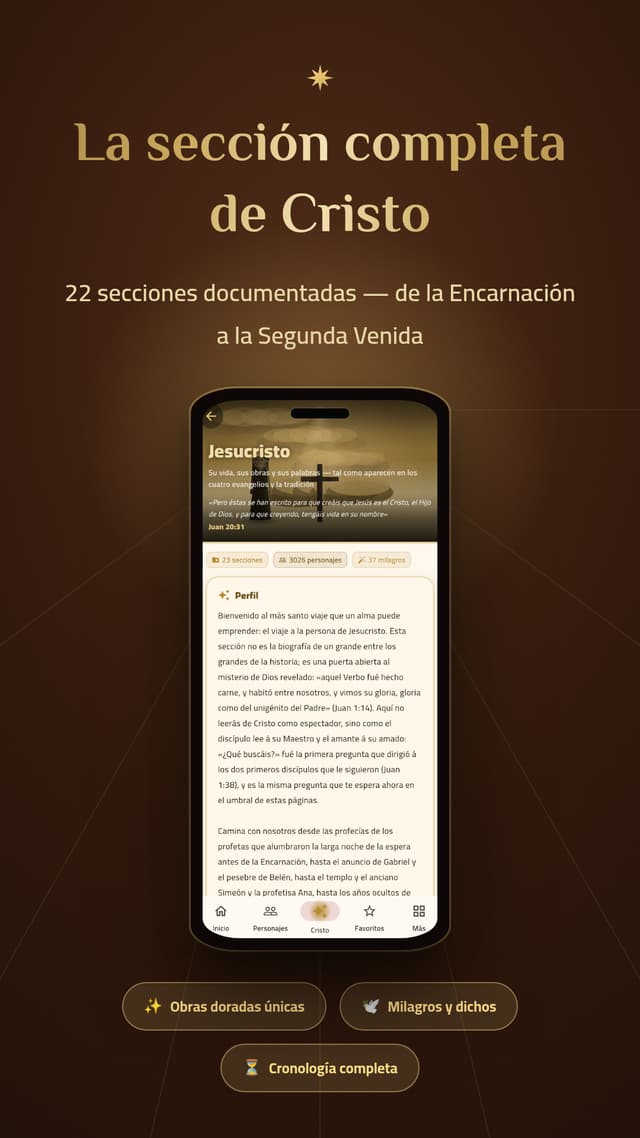 La sección completa
de Cristo
22 secciones documentadas — de la Encarnación
a la Segunda Venida
Jesucristo
Su vida, sus obras y sus palabras — tal como aparecen en los
cuatro evangelios y la tradición
«Pero éstas se han escrito para que creáis que Jesús es el Cristo, el Hijo
de Dios, y para que creyendo, tengáis vida en su nombre»
Juan 20:31
23 secciones
3026 personajes
37 milagros
Perfil
Bienvenido al más santo viaje que un alma puede
emprender: el viaje a la persona de Jesucristo. Esta
sección no es la biografía de un grande entre los
grandes de la historia; es una puerta abierta al
misterio de Dios revelado: «aquel Verbo fué hecho
carne, y habitó entre nosotros, y vimos su gloria, gloria
como del unigénito del Padre» (Juan 1:14). Aquí no
leerás de Cristo como espectador, sino como el
discípulo lee á su Maestro y el amante á su amado:
«¿Qué buscáis?» fué la primera pregunta que dirigió á
los dos primeros discípulos que le siguieron (Juan
1:38), y es la misma pregunta que te espera ahora en
el umbral de estas páginas.
Camina con nosotros desde las profecías de los
profetas que alumbraron la larga noche de la espera
antes de la Encarnación, hasta el anuncio de Gabriel y
el pesebre de Belén, hasta el templo y el anciano
Simeón y la profetisa Ana, hasta los años ocultos de
Inicio
Personajes
Cristo
Favoritos
Más
Obras doradas únicas
Milagros y dichos
Cronología completa